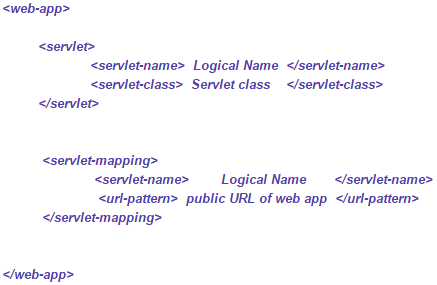 <web-app>
<servlet>
<servlet-name> Logical Name </servlet-name>
<servlet-class> Servlet class </servlet-class>
</servlet>
<servlet-mapping>
<servlet-name> Logical Name </servlet-name>
<url-pattern> public URL of web app </url-pattern>
</servlet-mapping>
</web-app>